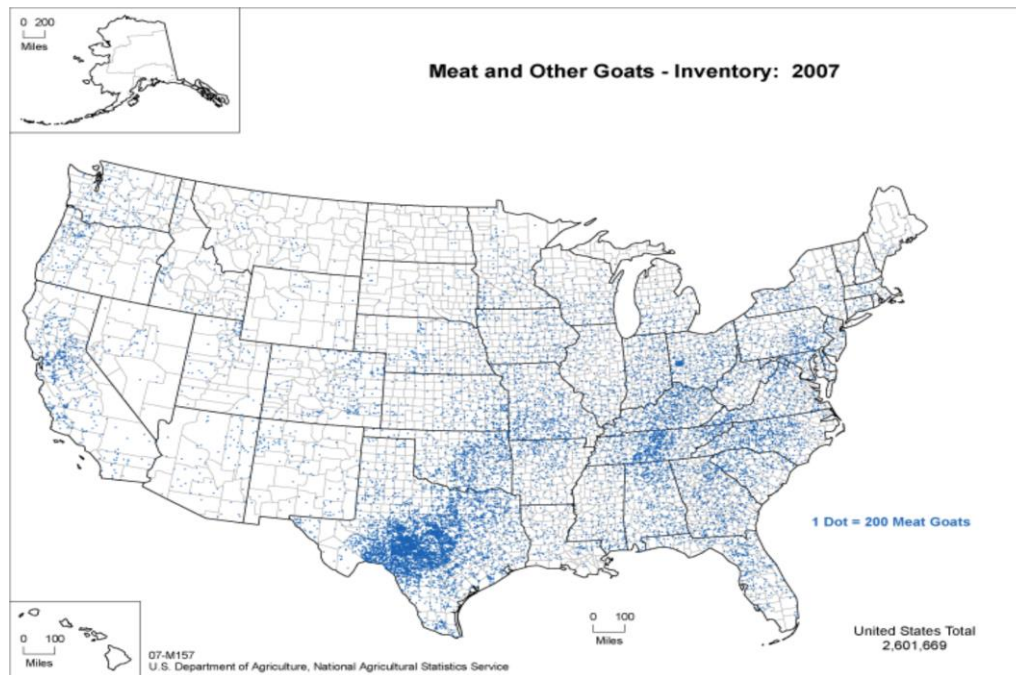 0 200
Miles
Meat and Other Goats - Inventory: 2007
1 Dot = 200 Meat Goats
0 100
Miles
0 100
Miles
United States Total
2,601,669
07-M157
U.S. Department of Agriculture, National Agricultural Statistics Service